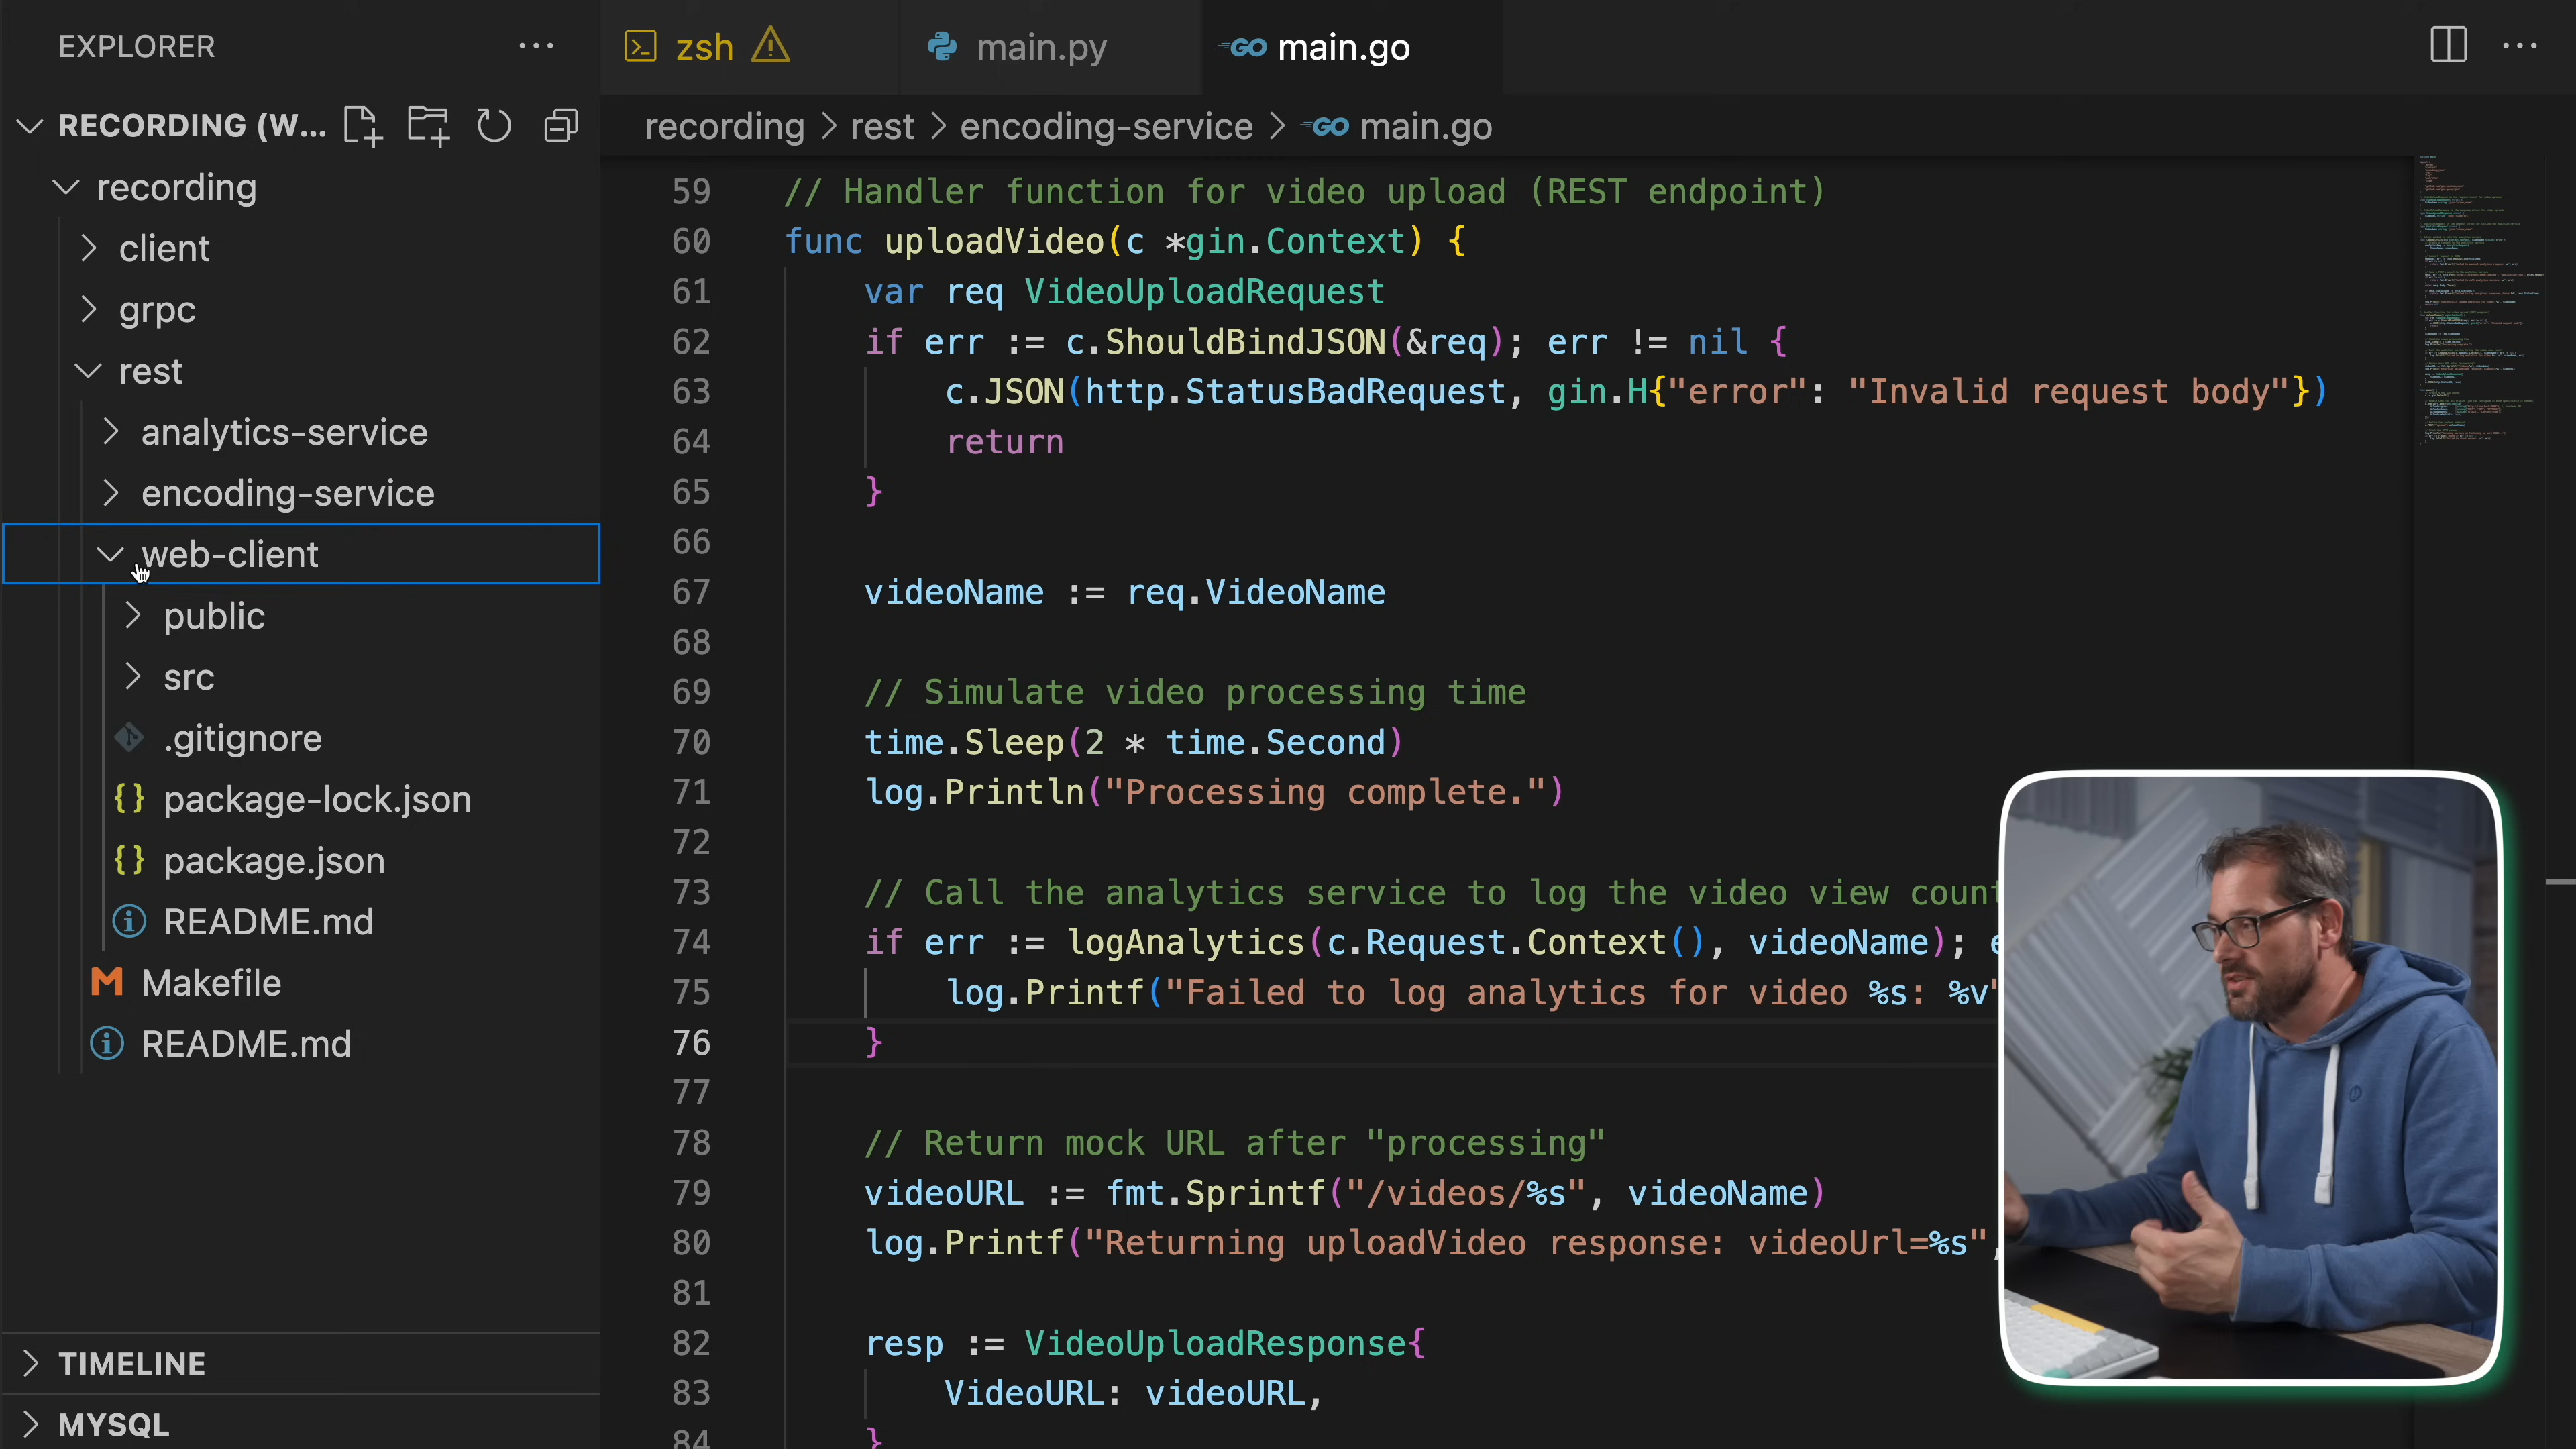 EXPLORER
RECORDING (W...
recording
client
grpc
rest
analytics-service
encoding-service
web-client
public
src
.gitignore
package-lock.json
package.json
README.md
Makefile
README.md
TIMELINE
MYSQL
zsh
main.py
main.go
recording > rest > encoding-service > main.go
59 // Handler function for video upload (REST endpoint)
60 func uploadVideo(c *gin.Context) {
61 var req VideoUploadRequest
62 if err := c.ShouldBindJSON(&req); err != nil {
63 c.JSON(http.StatusBadRequest, gin.H{"error": "Invalid request body"})
64 return
65 }
66
67 videoName := req.VideoName
68
69 // Simulate video processing time
70 time.Sleep(2 * time.Second)
71 log.Println("Processing complete.")
72
73 // Call the analytics service to log the video view count
74 if err := logAnalytics(c.Request.Context(), videoName); e
75 log.Printf("Failed to log analytics for video %s: %v"
76 }
77
78 // Return mock URL after "processing"
79 videoURL := fmt.Sprintf("/videos/%s", videoName)
80 log.Printf("Returning uploadVideo response: videoUrl=%s",
81
82 resp := VideoUploadResponse{
83 VideoURL: videoURL,
84 }